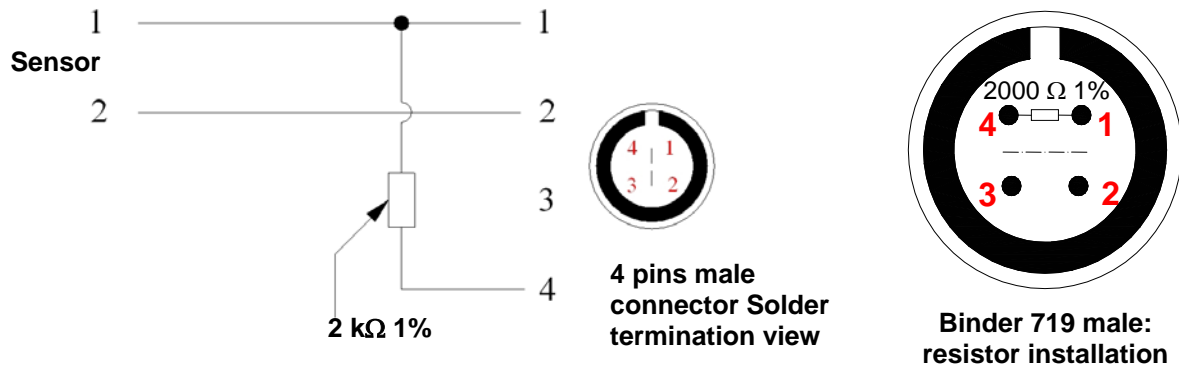 1
1
Sensor
2
2
3
4
2 kΩ 1%
4 1
3 2
4 pins male
connector Solder
termination view
2000 Ω 1%
4 1
3 2
Binder 719 male:
resistor installation